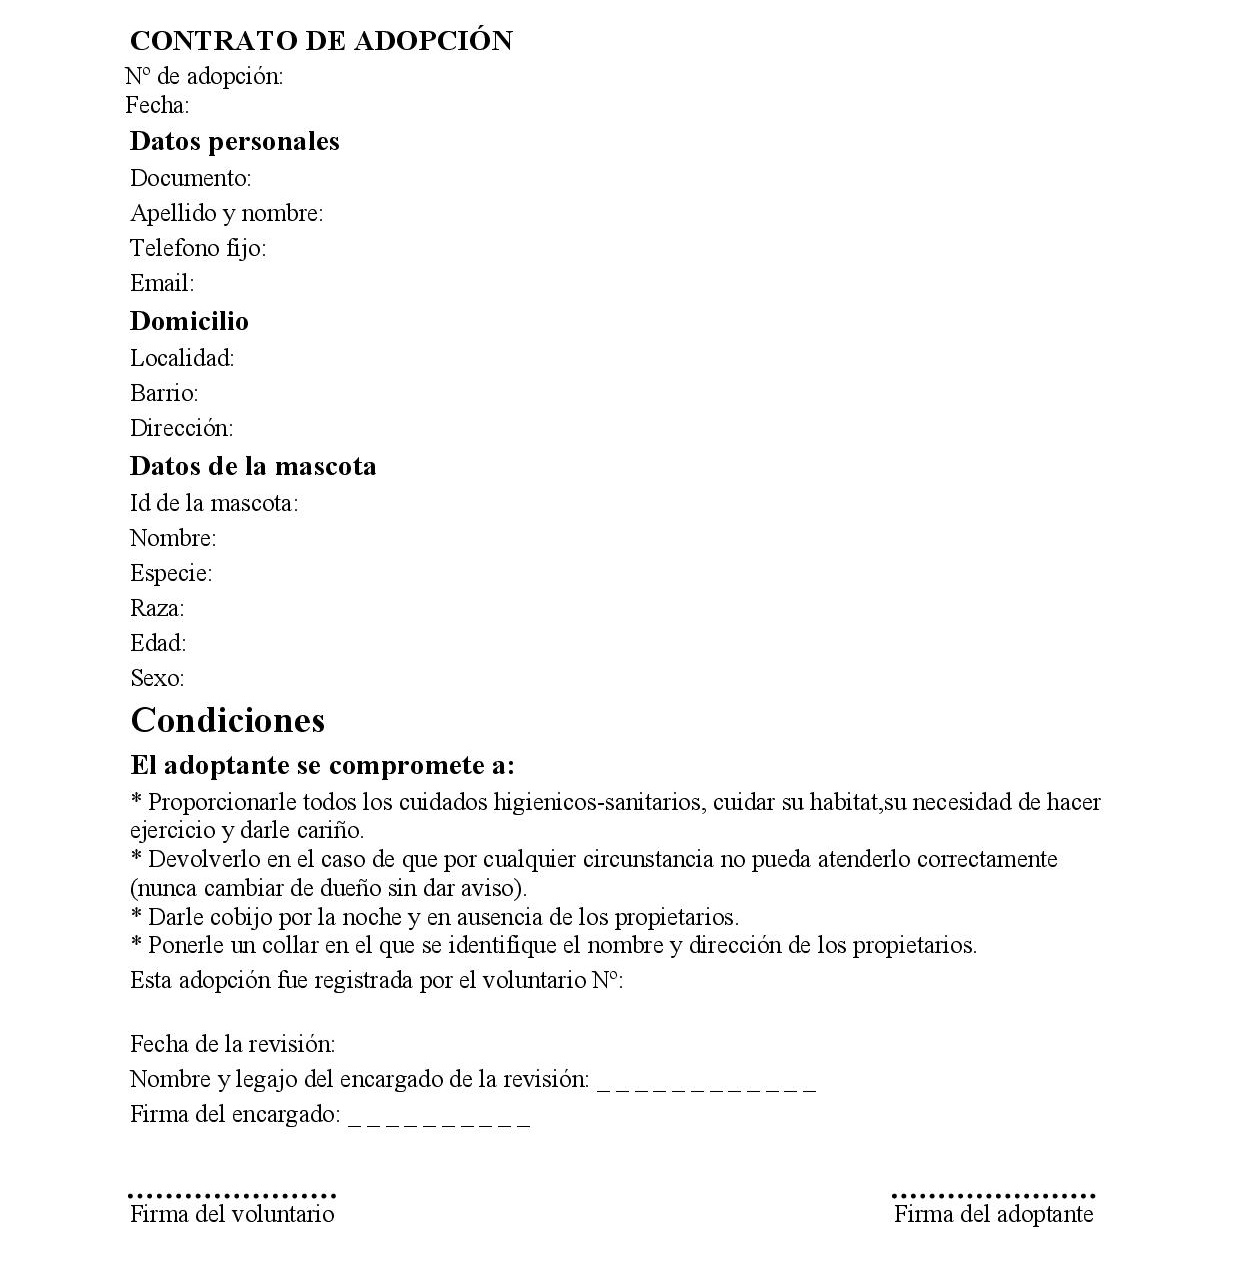 CONTRATO DE ADOPCIÓN
Nº de adopción:
Fecha:
Datos personales
Documento:
Apellido y nombre:
Telefono fijo:
Email:
Domicilio
Localidad:
Barrio:
Dirección:
Datos de la mascota
Id de la mascota:
Nombre:
Especie:
Raza:
Edad:
Sexo:
Condiciones
El adoptante se compromete a:
* Proporcionarle todos los cuidados higienicos-sanitarios, cuidar su habitat,su necesidad de hacer
ejercicio y darle cariño.
* Devolverlo en el caso de que por cualquier circunstancia no pueda atenderlo correctamente
(nunca cambiar de dueño sin dar aviso).
* Darle cobijo por la noche y en ausencia de los propietarios.
* Ponerle un collar en el que se identifique el nombre y dirección de los propietarios.
Esta adopción fue registrada por el voluntario Nº:
Fecha de la revisión:
Nombre y legajo del encargado de la revisión: _ _ _ _ _ _ _ _ _ _ _ _
Firma del encargado: _ _ _ _ _ _ _ _ _ _
Firma del voluntario
Firma del adoptante